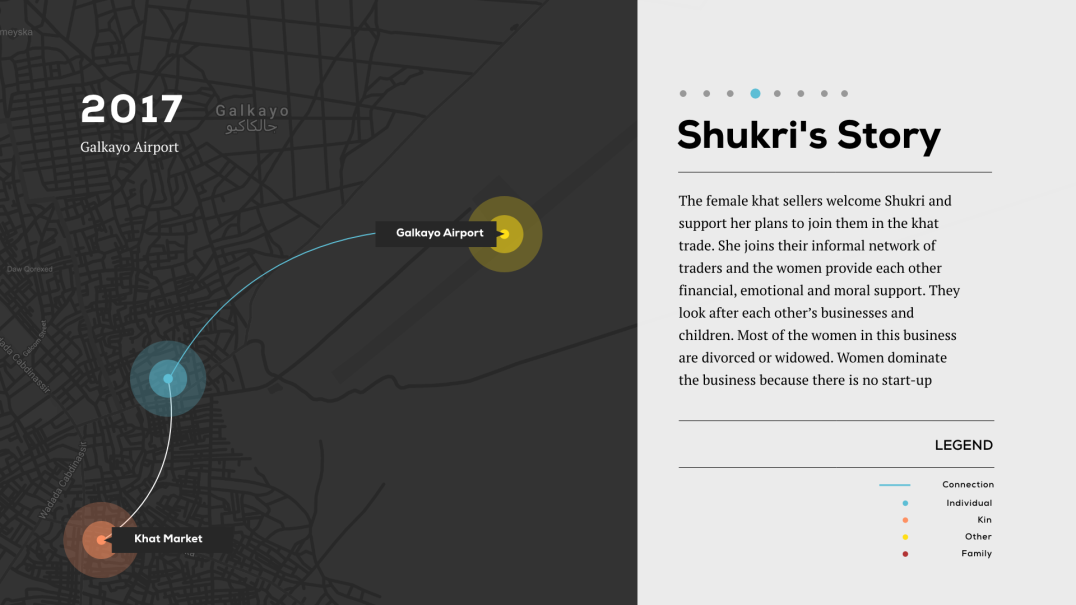 meyska
2017
Galkayo
جالكاكبو
Galkayo Airport
Galkayo Airport
Daw Qoraxed
Wadada Cabdinassir
Khat Market
Shukri's Story
The female khat sellers welcome Shukri and
support her plans to join them in the khat
trade. She joins their informal network of
traders and the women provide each other
financial, emotional and moral support. They
look after each other’s businesses and
children. Most of the women in this business
are divorced or widowed. Women dominate
the business because there is no start-up
LEGEND
Connection
Individual
Kin
Other
Family